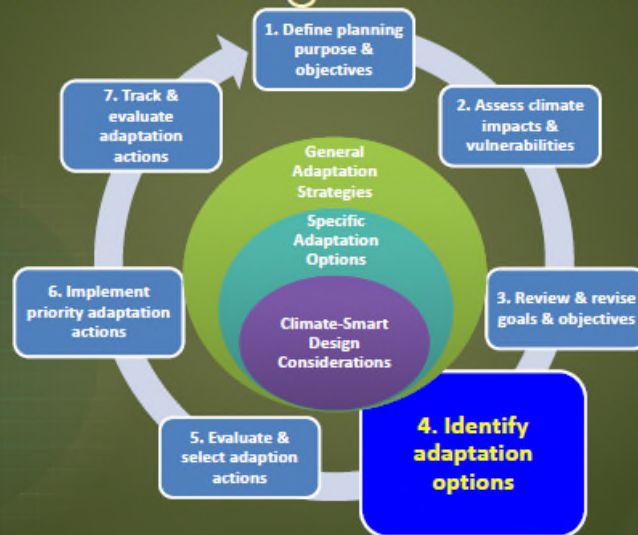 1. Define planning
purpose &
objectives
2. Assess climate
impacts &
vulnerabilities
3. Review & revise
goals & objectives
4. Identify
adaptation
options
5. Evaluate &
select adaption
actions
6. Implement
priority adaptation
actions
7. Track &
evaluate
adaptation
actions
General
Adaptation
Strategies
Specific
Adaptation
Options
Climate-Smart
Design
Considerations